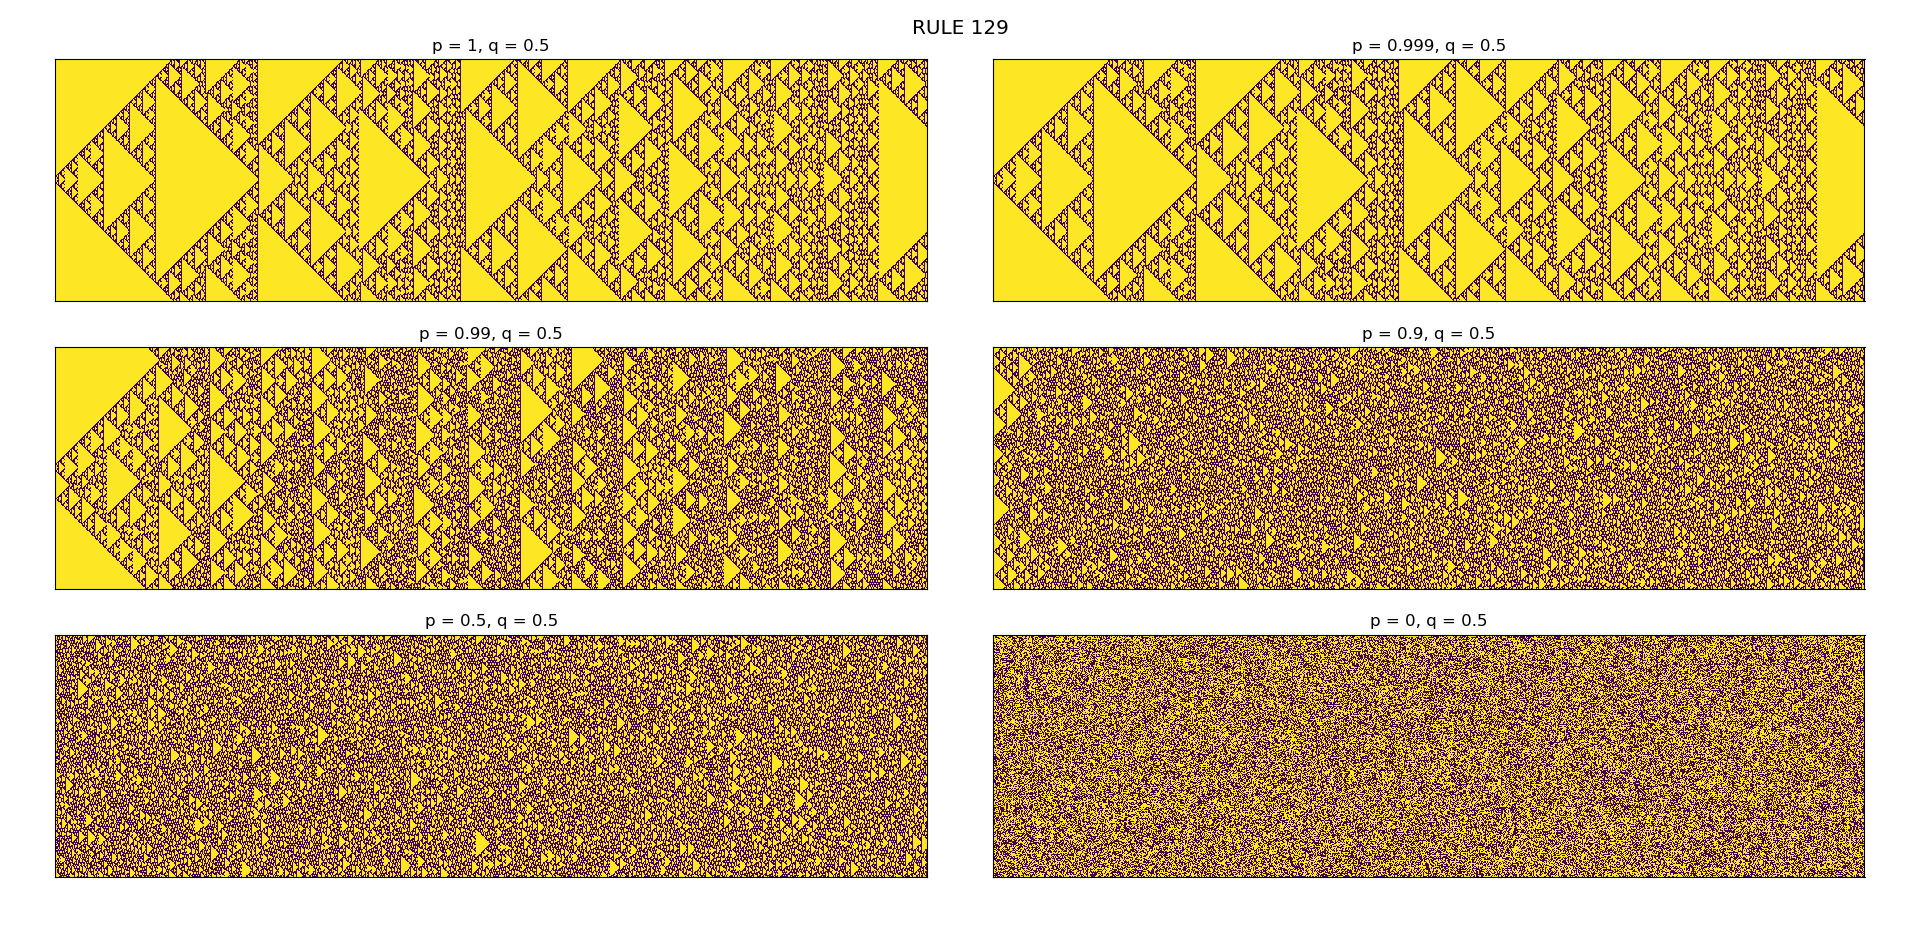 RULE 129
p = 1, q = 0.5
p = 0.999, q = 0.5
p = 0.99, q = 0.5
p = 0.9, q = 0.5
p = 0.5, q = 0.5
p = 0, q = 0.5